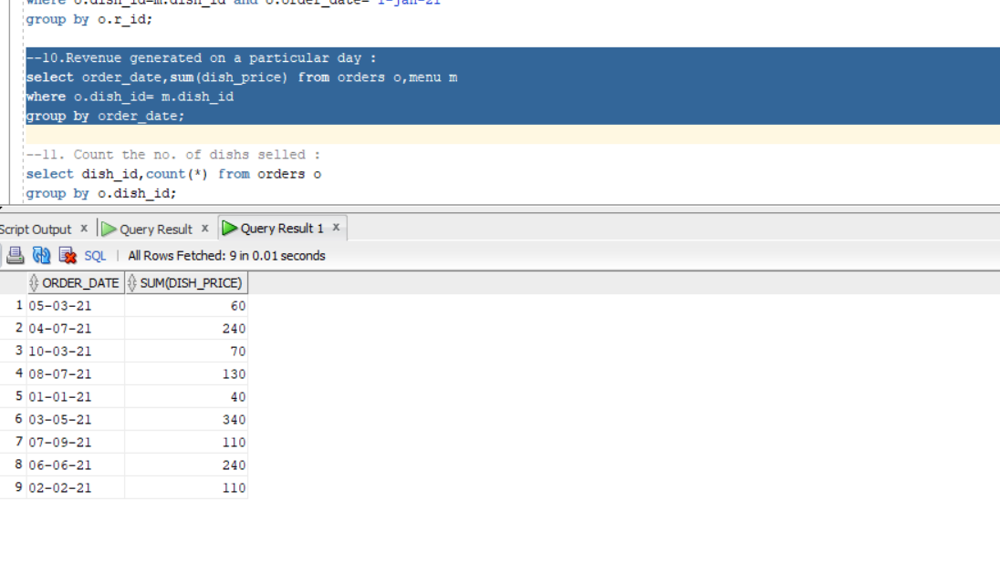 where o.dish_id=m.dish_id and o.order_date='1-jan-21'
group by o.r_id;
--10.Revenue generated on a particular day :
select order_date,sum(dish_price) from orders o,menu m
where o.dish_id= m.dish_id
group by order_date;
--11. Count the no. of dishs selled :
select dish_id,count(*) from orders o
group by o.dish_id;
Script Output x Query Result x Query Result 1 x
SQL | All Rows Fetched: 9 in 0.01 seconds
ORDER_DATE SUM(DISH_PRICE)
1 05-03-21 60
2 04-07-21 240
3 10-03-21 70
4 08-07-21 130
5 01-01-21 40
6 03-05-21 340
7 07-09-21 110
8 06-06-21 240
9 02-02-21 110